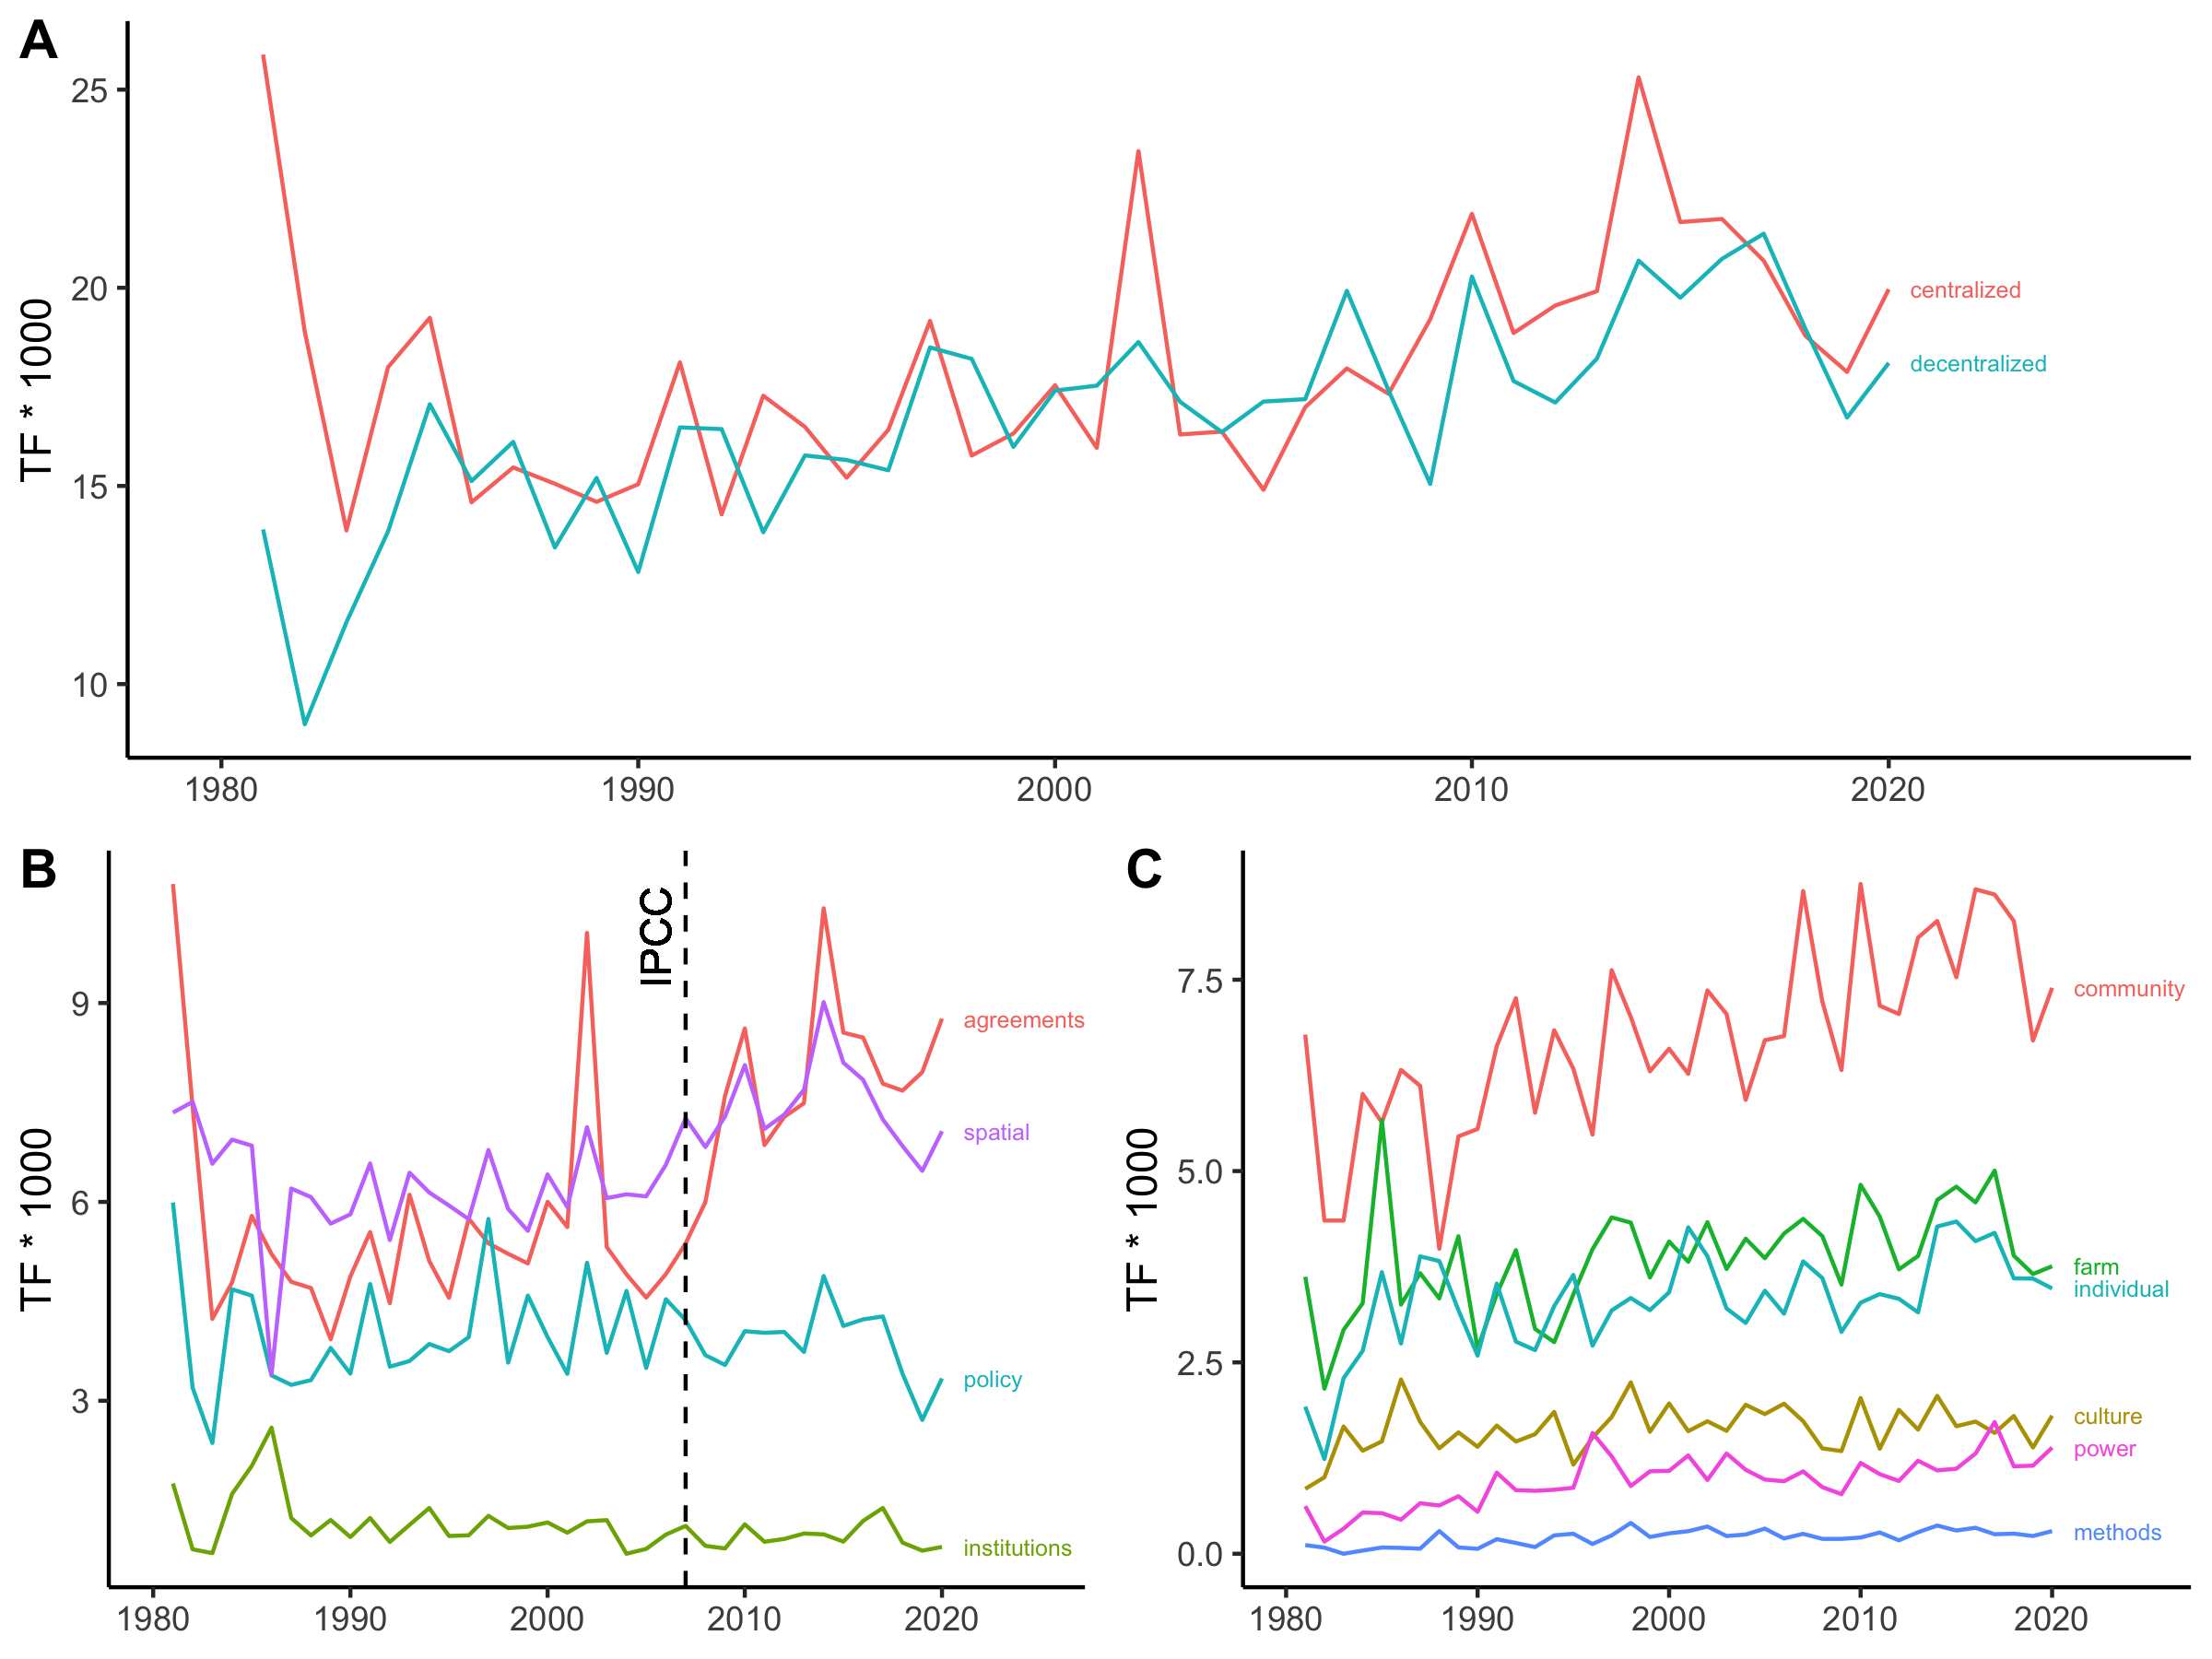 A
TF * 1000
25
20
15
10
centralized
decentralized
1980 1990 2000 2010 2020
B
TF * 1000
9
6
3
IPCC
agreements
spatial
policy
institutions
1980 1990 2000 2010 2020
C
TF * 1000
7.5
5.0
2.5
0.0
community
farm
individual
culture
power
methods
1980 1990 2000 2010 2020